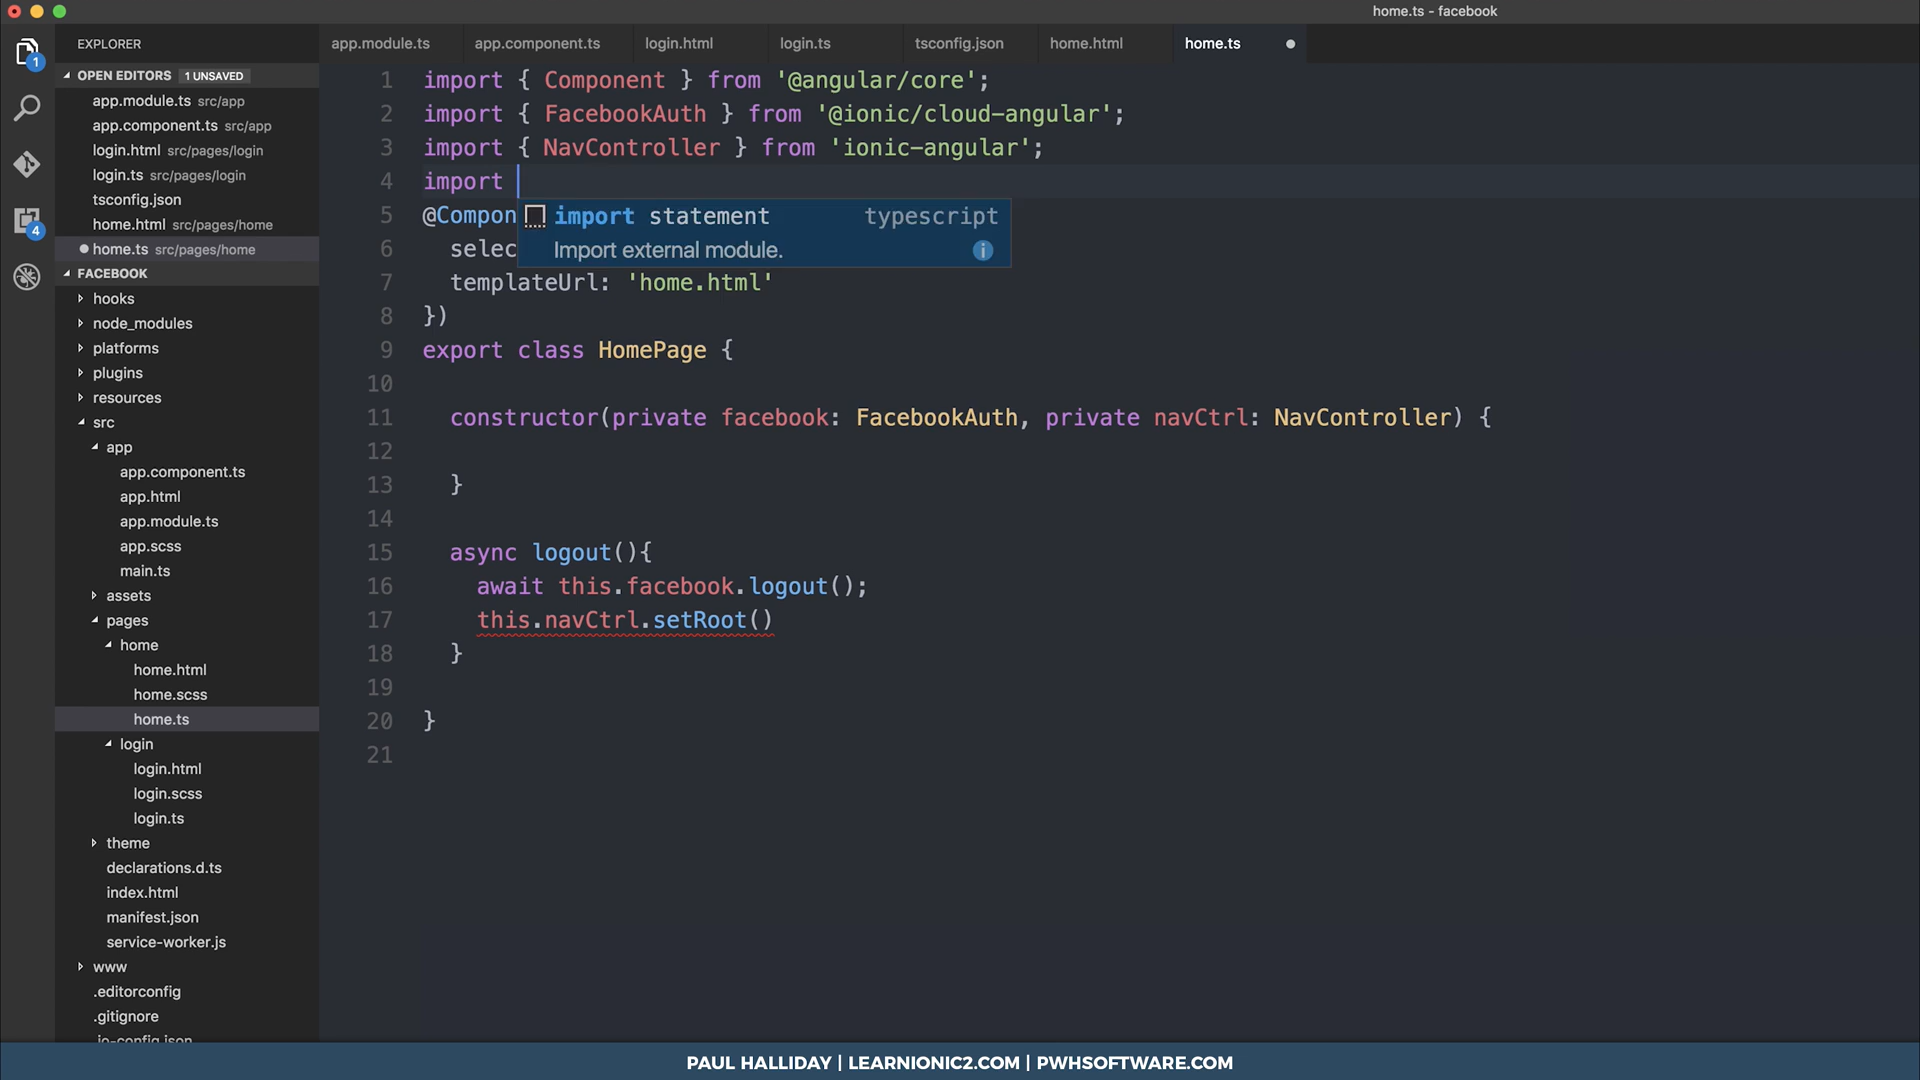 home.ts - facebook
EXPLORER
app.module.ts app.component.ts login.html login.ts tsconfig.json home.html home.ts
1
4
OPEN EDITORS 1 UNSAVED
app.module.ts src/app
app.component.ts src/app
login.html src/pages/login
login.ts src/pages/login
tsconfig.json
home.html src/pages/home
home.ts src/pages/home
FACEBOOK
hooks
node_modules
platforms
plugins
resources
src
app
app.component.ts
app.html
app.module.ts
app.scss
main.ts
assets
pages
home
home.html
home.scss
home.ts
login
login.html
login.scss
login.ts
theme
declarations.d.ts
index.html
manifest.json
service-worker.js
www
.editorconfig
.gitignore
.io-config.json
1 import { Component } from '@angular/core';
2 import { FacebookAuth } from '@ionic/cloud-angular';
3 import { NavController } from 'ionic-angular';
4 import
5 @Compon
import statement typescript
6 selec
Import external module.
7 templateUrl: 'home.html'
8 })
9 export class HomePage {
10
11 constructor(private facebook: FacebookAuth, private navCtrl: NavController) {
12
13 }
14
15 async logout(){
16 await this.facebook.logout();
17 this.navCtrl.setRoot()
18 }
19
20 }
21
PAUL HALLIDAY | LEARNIONIC2.COM | PWHSOFTWARE.COM